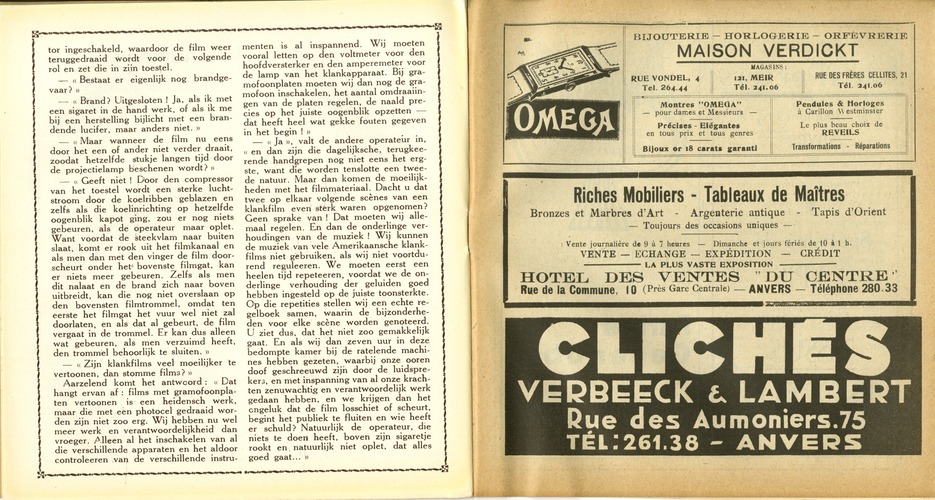 tor ingeschakeld, waardoor de film weer
teruggedraaid wordt voor de volgende
rol en zet die in zijn toestel.
— « Bestaat er eigenlijk nog brandge-
vaar? »
— « Brand? Uitgesloten ! Ja, als ik met
een sigaret in de hand werk, of als ik me
bij een herstelling bijlicht met een bran-
dende lucifer, maar anders niet. »
— « Maar wanneer de film nu eens
door het een of ander niet verder draait,
zoodat hetzelfde stukje langen tijd door
de projectielamp beschenen wordt? »
— « Geeft niet ! Door den compressor
van het toestel wordt een sterke lucht-
stroom door de koelribben geblazen en
zelfs als die koelinrichting op hetzelfde
oogenblik kapot ging, zou er nog niets
gebeuren, als de operateur maar oplet.
Want voordat de steekvlam naar buiten
slaat, komt er rook uit het filmkanaal en
als men dan met den vinger de film door-
scheurt onder het bovenste filmgat, kan
er niets meer gebeuren. Zelfs als men
dit nalaat en de brand zich naar boven
uitbreidt, kan die nog niet overslaan op
den bovensten filmtrommel, omdat ten
eerste het filmgat het vuur wel niet zal
doorlaten, en als dat al gebeurt, de film
vergaat in de trommel. Er kan dus alleen
wat gebeuren, als men verzuimd heeft,
den trommel behoorlijk te sluiten. »
— « Zijn klankfilms veel moeilijker te
vertoonen, dan stomme films? »
Aarzelend komt het antwoord : « Dat
hangt ervan af : films met gramofoonpla-
ten vertoonen is een heidensch werk,
maar die met een photocel gedraaid wor-
den zijn niet zoo erg. Wij hebben nu wel
meer werk en verantwoordelijkheid dan
vroeger. Alleen al het inschakelen van al
die verschillende apparaten en het aldoor
controleeren van de verschillende instru-
menten is al inspannend. Wij moeten
vooral letten op den voltmeter voor den
hoofdversterker en den amperemeter voor
de lamp van het klankapparaat. Bij gra-
mofoonplaten moeten wij dan nog de gra-
mofoon inschakelen, het aantal omdraaiin-
gen van de platen regelen, de naald pre-
cies op het juiste oogenblik opzetten —
dat heeft heel wat gekke fouten gegeven
in het begin ! »
— « Ja », valt de andere operateur in,
« en dan zijn die dagelijksche, terugkee-
rende handgrepen nog niet eens het erg-
ste, want die worden tenslotte een twee-
de natuur. Maar dan komen de moeilijk-
heden met het filmmateriaal. Dacht u dat
twee op elkaar volgende scènes van een
klankfilm even sterk waren opgenomen?
Geen sprake van ! Dat moeten wij alle-
maal regelen. En dan de onderlinge ver-
houdingen van de muziek ! Wij kunnen
de muziek van vele Amerikaansche klank-
films niet gebruiken, als wij niet voortdu-
rend reguleeren. We moeten eerst een
heelen tijd repeteeren, voordat we de on-
derlinge verhouding der geluiden goed
hebben ingesteld op de juiste toonsterkte.
Op die repetities stellen wij een echte re-
gelboek samen, waarin de bijzonderhe-
den voor elke scène worden genoteerd.
U ziet dus, dat het niet zoo gemakkelijk
gaat. En als wij dan zeven uur in deze
bedompte kamer bij de ratelende machi-
nes hebben gezeten, waarbij onze ooren
doof geschreeuwd zijn door de luidspre-
kers, en met inspanning van al onze krach-
ten zenuwachtig en verantwoordelijk werk
gedaan hebben, en we krijgen dan het
ongeluk dat de film losschiet of scheurt,
begint het publiek te fluiten en wie heeft
er schuld? Natuurlijk de operateur, die
niets te doen heeft, boven zijn sigaretje
rookt en natuurlijk niet oplet, dat alles
goed gaat... »
OMEGA
BIJOUTERIE — HORLOGERIE - ORFÈVRERIE
MAISON VERDICKT
MAGASINS :
RUE VONDEL, 4
Tel. 264.44
121, MEIR
Tél. 241.06
RUE DES FRÈRES CELLITES, 21
Tél. 241.06
Montres "OMEGA"
— pour dames et Messieurs —
Précises - Elégantes
en tous prix et tous genres
Bijoux or 18 carats garanti
Pendules & Horloges
à Carillon Westminster
Le plus beau choix de
REVEILS
Transformations - Réparations
Riches Mobiliers - Tableaux de Maîtres
Bronzes et Marbres d'Art - Argenterie antique - Tapis d'Orient
— Toujours des occasions uniques —
Vente journalière de 9 à 7 heures — Dimanche et jours fériés de 10 à 1 h.
VENTE — ECHANGE — EXPÉDITION — CRÉDIT
LA PLUS VASTE EXPOSITION
HOTEL DES VENTES "DU CENTRE"
Rue de la Commune, 10 (Près Gare Centrale) — ANVERS — Téléphone 280.33
CLICHÉS
VERBEECK & LAMBERT
Rue des Aumoniers.75
TÉL:261.38 - ANVERS